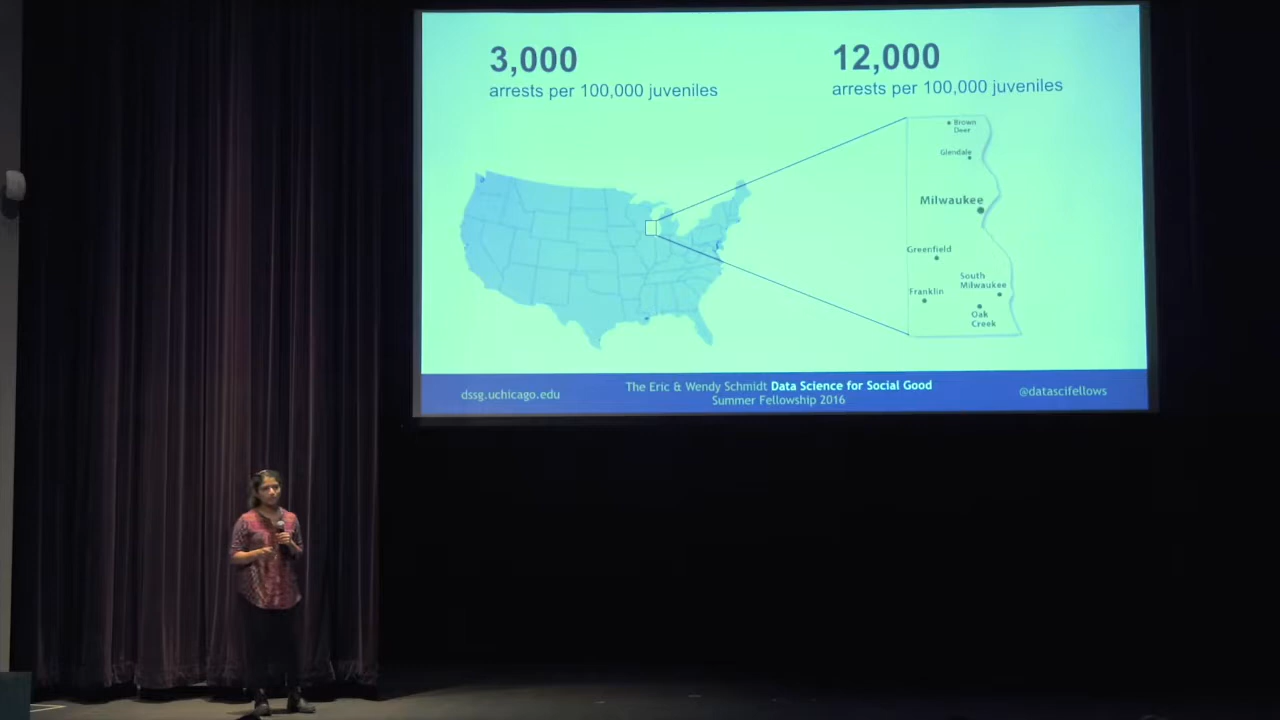 3,000
arrests per 100,000 juveniles
12,000
arrests per 100,000 juveniles
Brown
Deer
Glendale
Milwaukee
Greenfield
South
Milwaukee
Franklin
Oak
Creek
dssg.uchicago.edu
The Eric & Wendy Schmidt Data Science for Social Good
Summer Fellowship 2016
@datascifellows